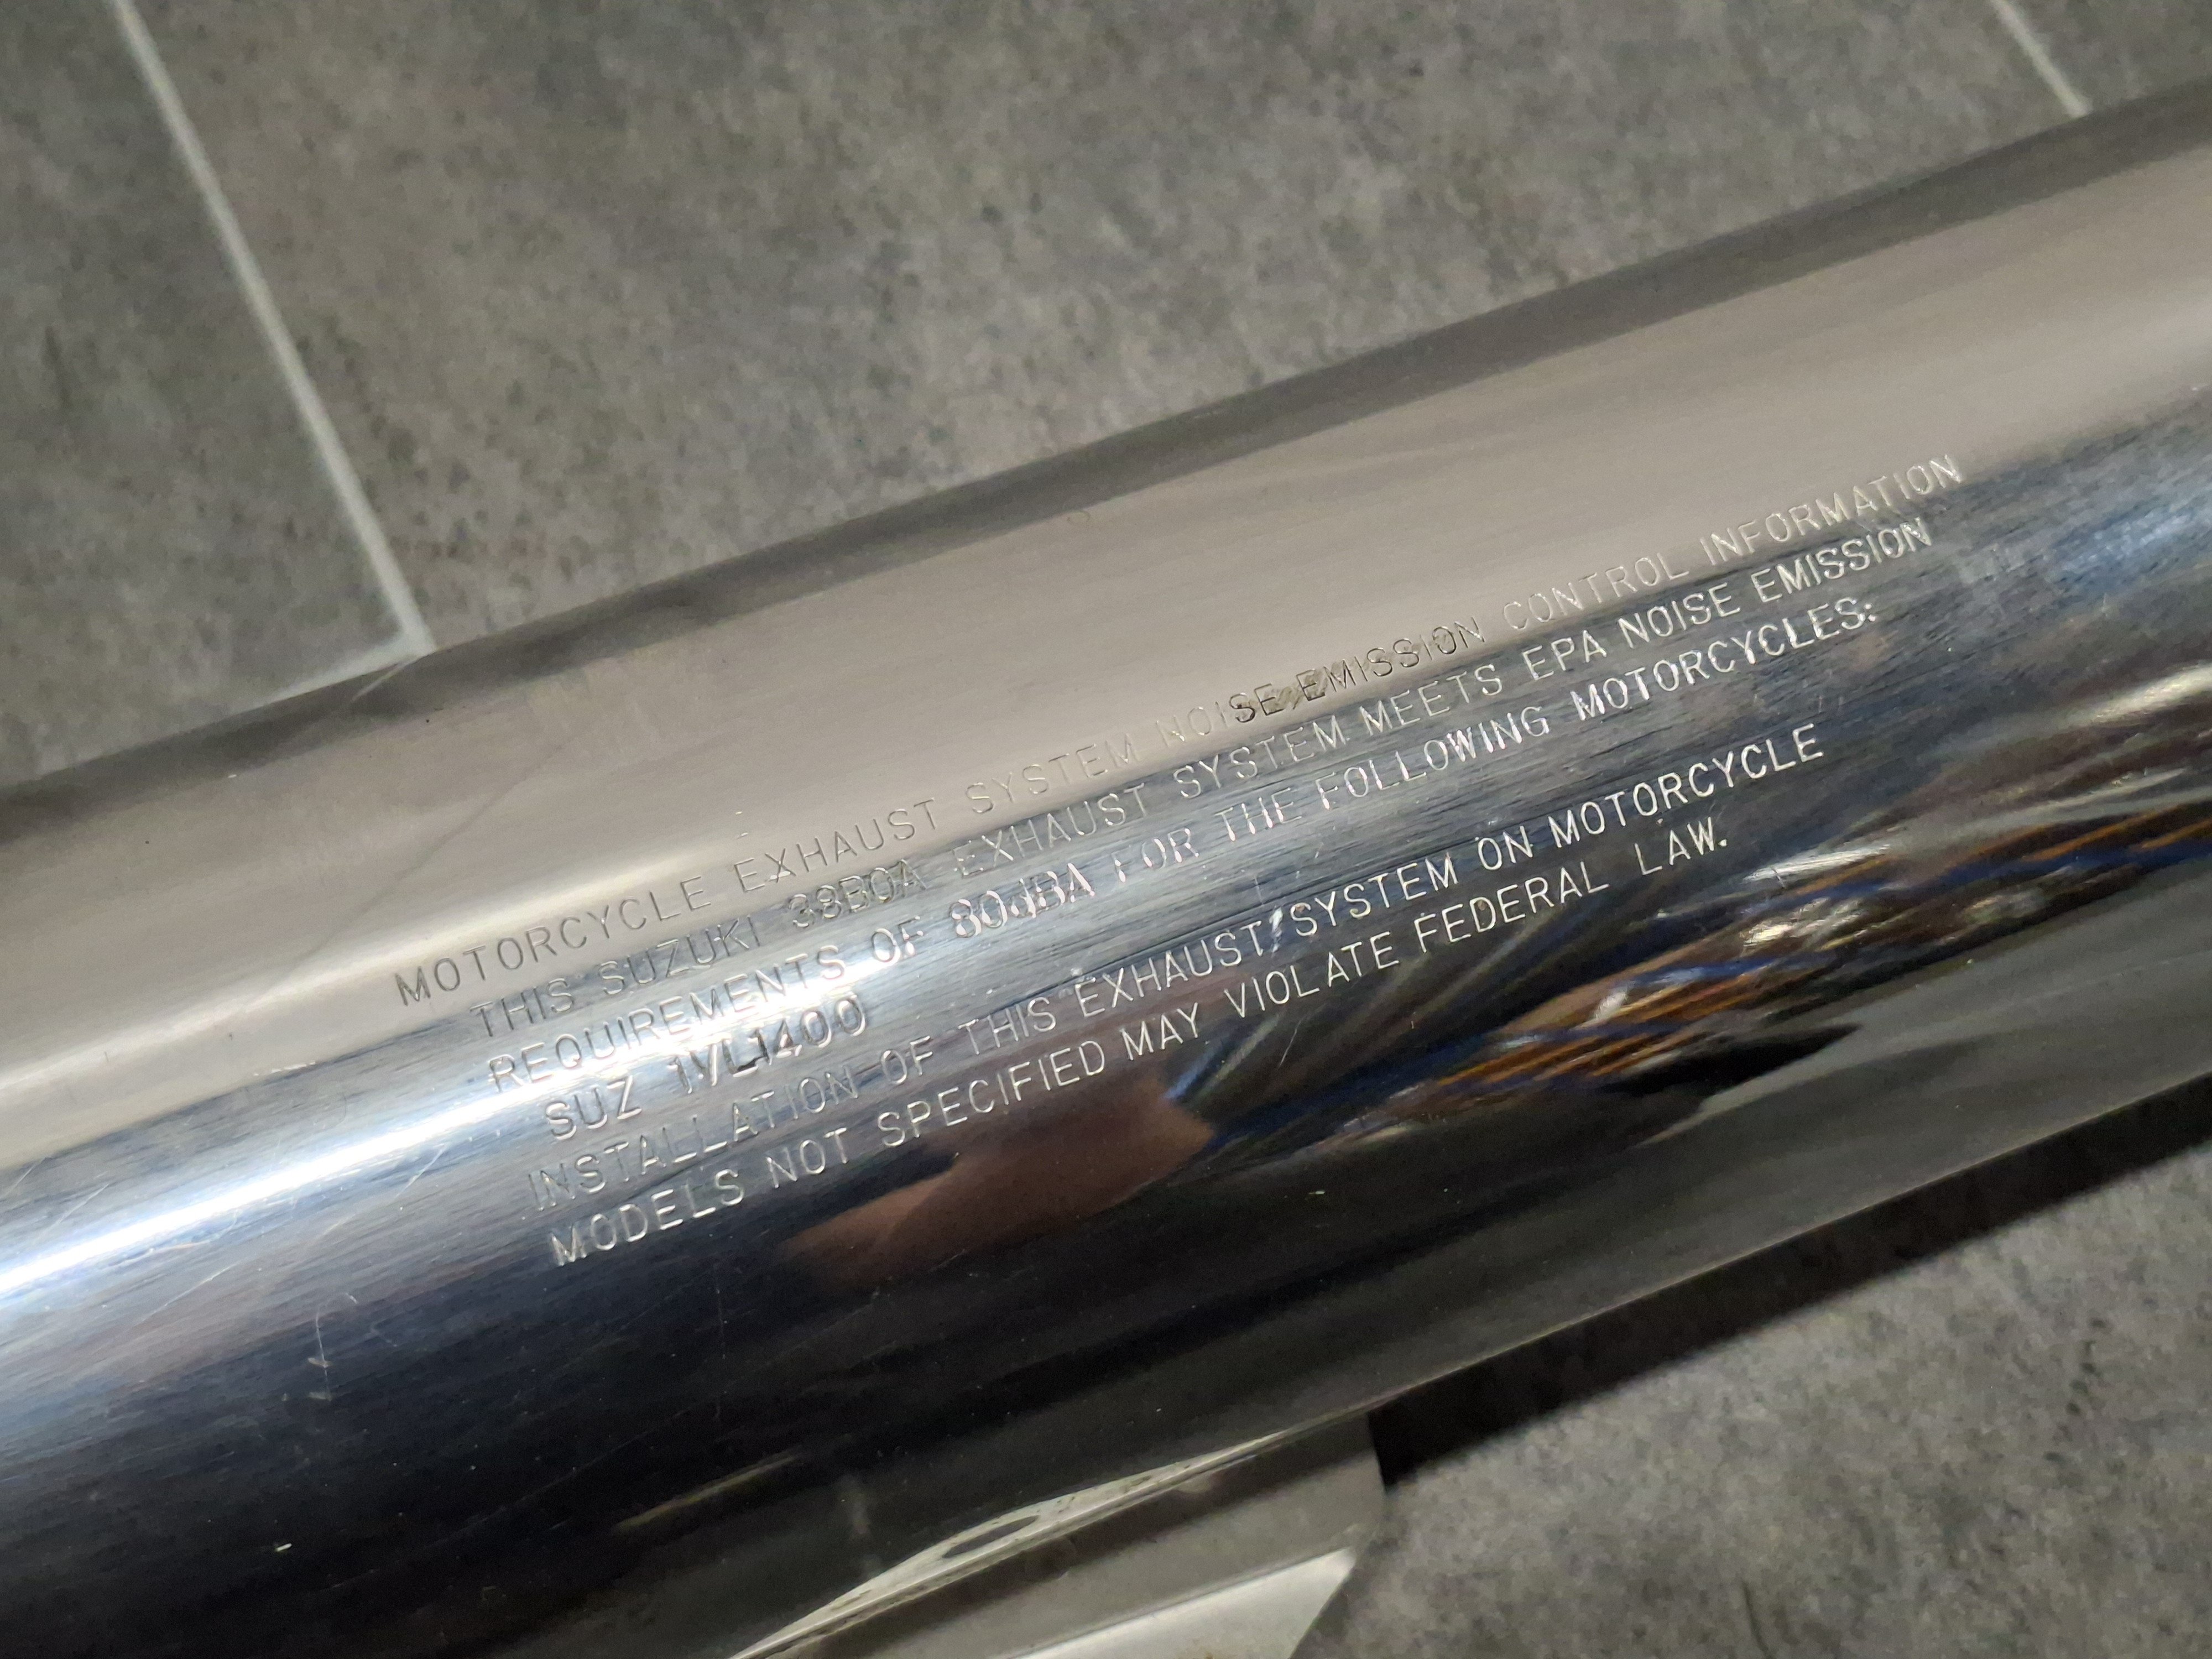 MOTORCYCLE EXHAUST SYSTEM NOISE EMISSION CONTROL INFORMATION
THIS SUZUKI 38B0A EXHAUST SYSTEM MEETS EPA NOISE EMISSION
REQUIREMENTS OF 80dBA FOR THE FOLLOWING MOTORCYCLES:
SUZ 1VL1400
INSTALLATION OF THIS EXHAUST SYSTEM ON MOTORCYCLE
MODELS NOT SPECIFIED MAY VIOLATE FEDERAL LAW.